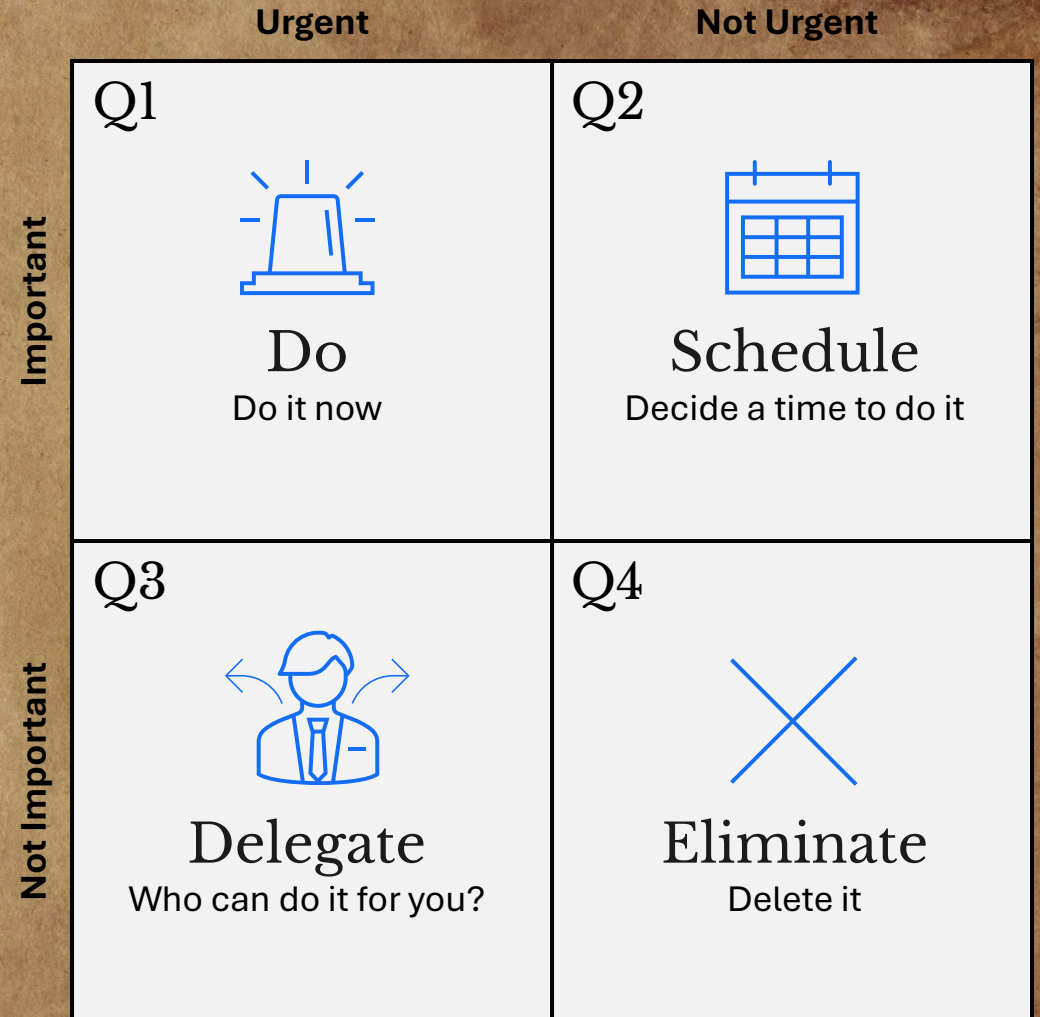 Urgent
Not Urgent
Important
Q1
Do
Do it now
Q2
Schedule
Decide a time to do it
Not Important
Q3
Delegate
Who can do it for you?
Q4
Eliminate
Delete it